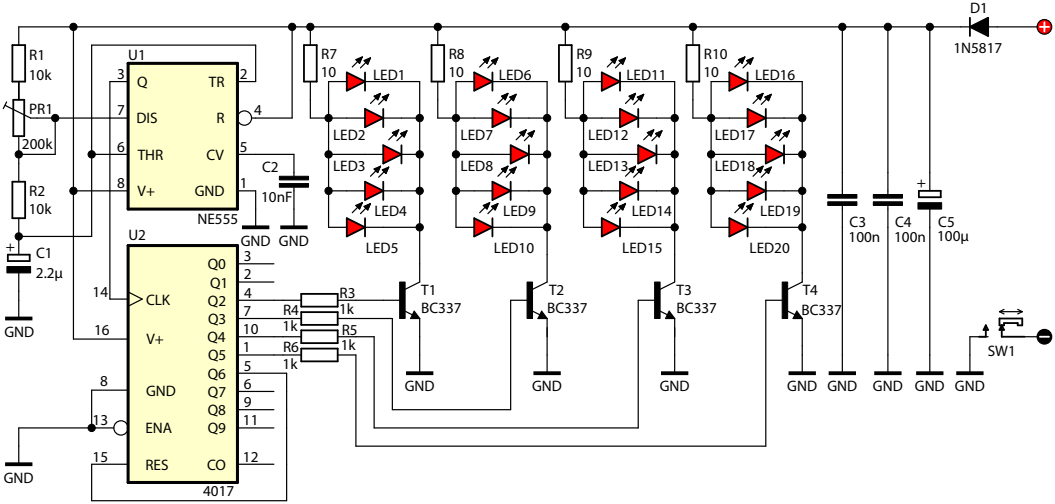 D1
1N5817
R1
10k
PR1
200k
R2
10k
C1
2.2µ
+
GND
U1
3 Q TR 2
7 DIS R 4
6 THR CV 5
8 V+ GND 1
NE555
C2
10nF
GND GND
R7
10
LED1
LED2
LED3
LED4
LED5
R8
10
LED6
LED7
LED8
LED9
LED10
R9
10
LED11
LED12
LED13
LED14
LED15
R10
10
LED16
LED17
LED18
LED19
LED20
C3
100n
C4
100n
+
C5
100µ
U2
Q0 3
Q1 2
14 CLK Q2 4
Q3 7
16 V+ Q4 10
Q5 1
Q6 5
8 GND Q7 6
Q8 9
13 ENA Q9 11
15 RES CO 12
4017
GND
R3
1k
R4
1k
R5
1k
R6
1k
T1
BC337
GND
T2
BC337
GND
T3
BC337
GND
T4
BC337
GND
GND
GND
GND
GND
SW1